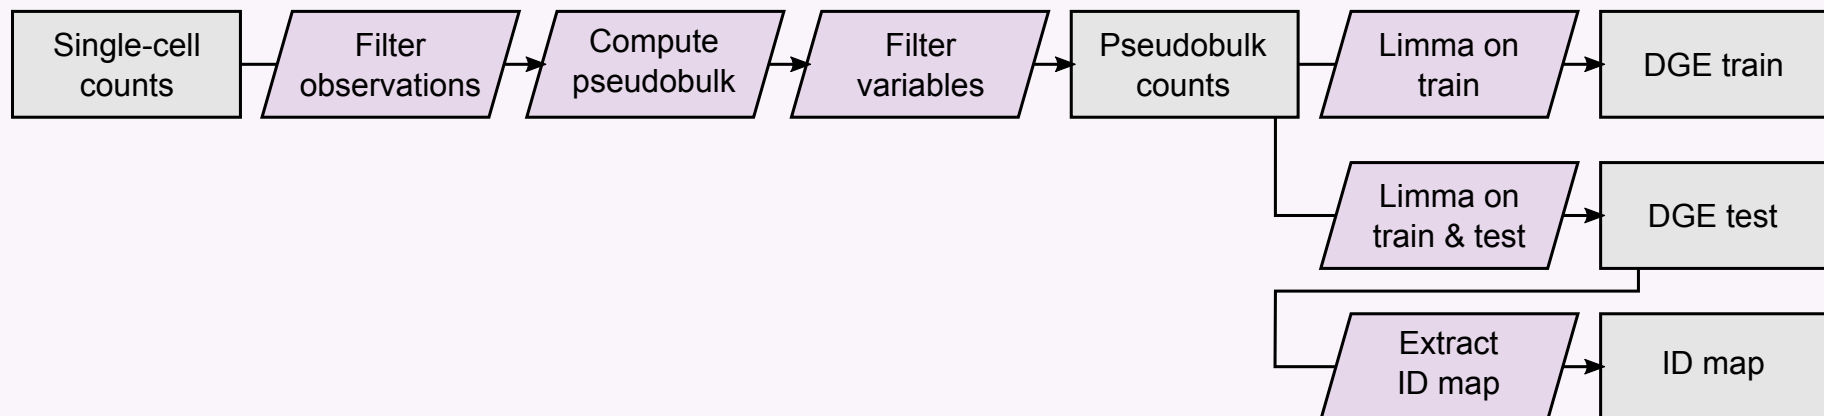 Single-cell
counts
Filter
observations
Compute
pseudobulk
Filter
variables
Pseudobulk
counts
Limma on
train
DGE train
Limma on
train & test
DGE test
Extract
ID map
ID map